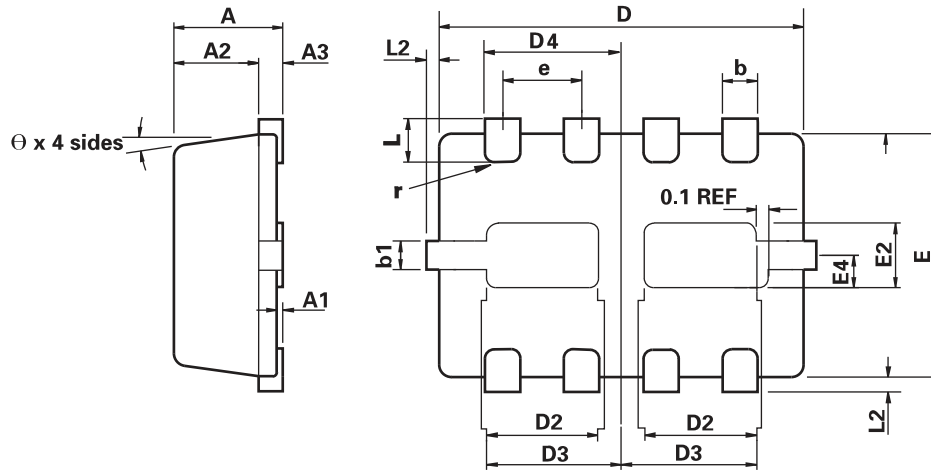 A
D
L2
D4
A2
A3
e
b
Θ x 4 sides
L
r
0.1 REF
b1
E2
E
E4
A1
D2
D2
L2
D3
D3